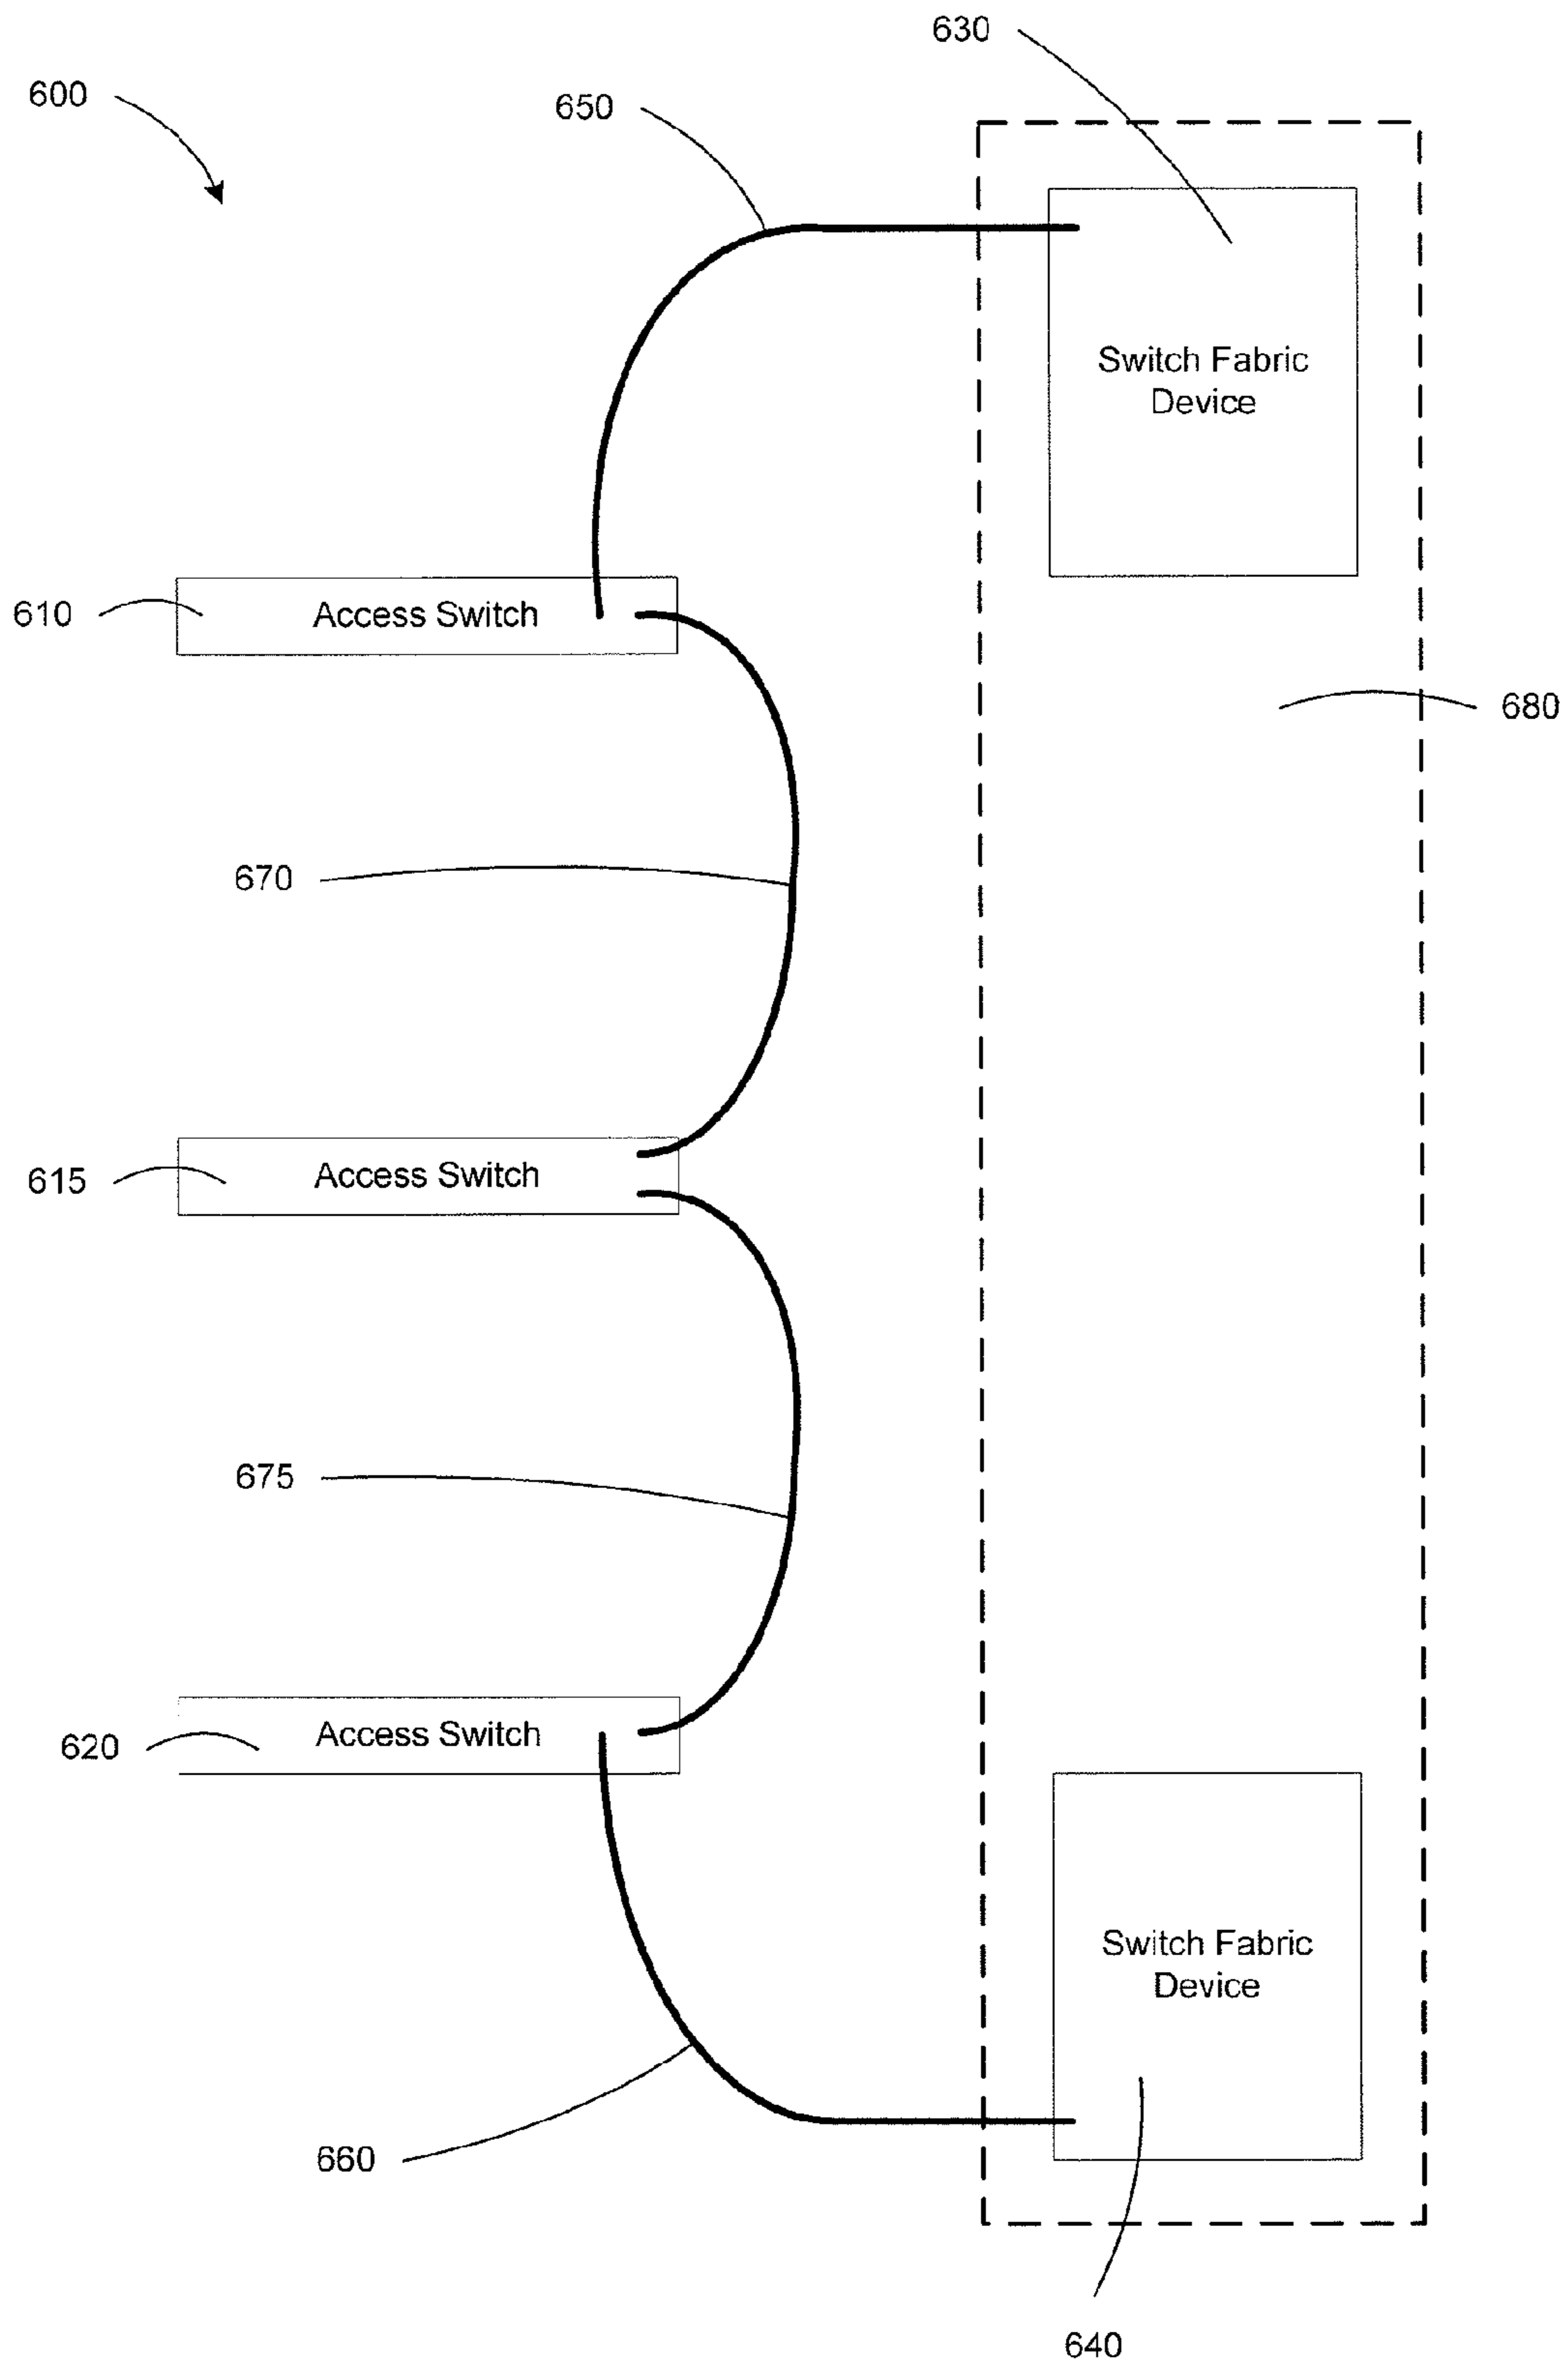 630
600
650
Switch Fabric
Device
610
Access Switch
680
670
615
Access Switch
675
620
Access Switch
Switch Fabric
Device
660
640